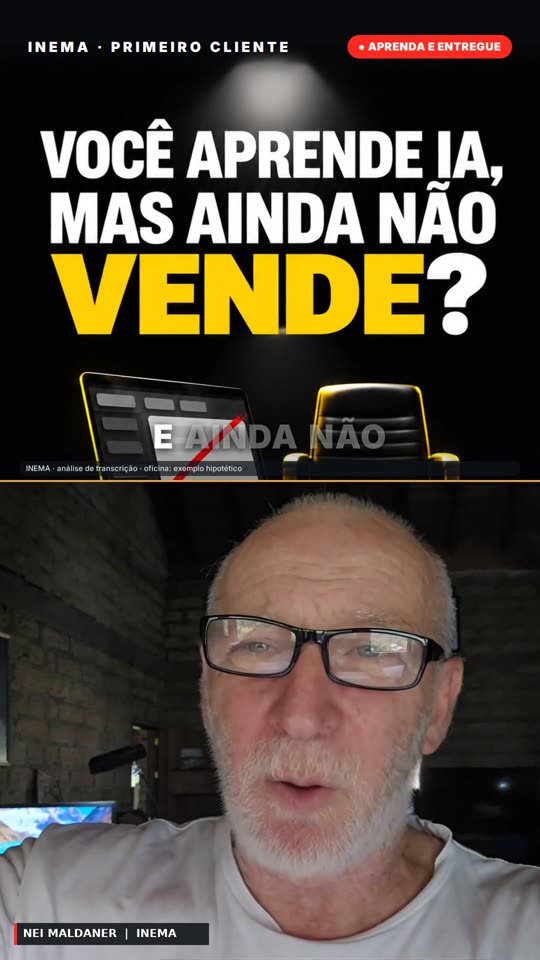 INEMA · PRIMEIRO CLIENTE
● APRENDA E ENTREGUE
VOCÊ APRENDE IA,
MAS AINDA NÃO
VENDE?
E AINDA NÃO
INEMA · análise de transcrição · oficina: exemplo hipotético
NEI MALDANER | INEMA